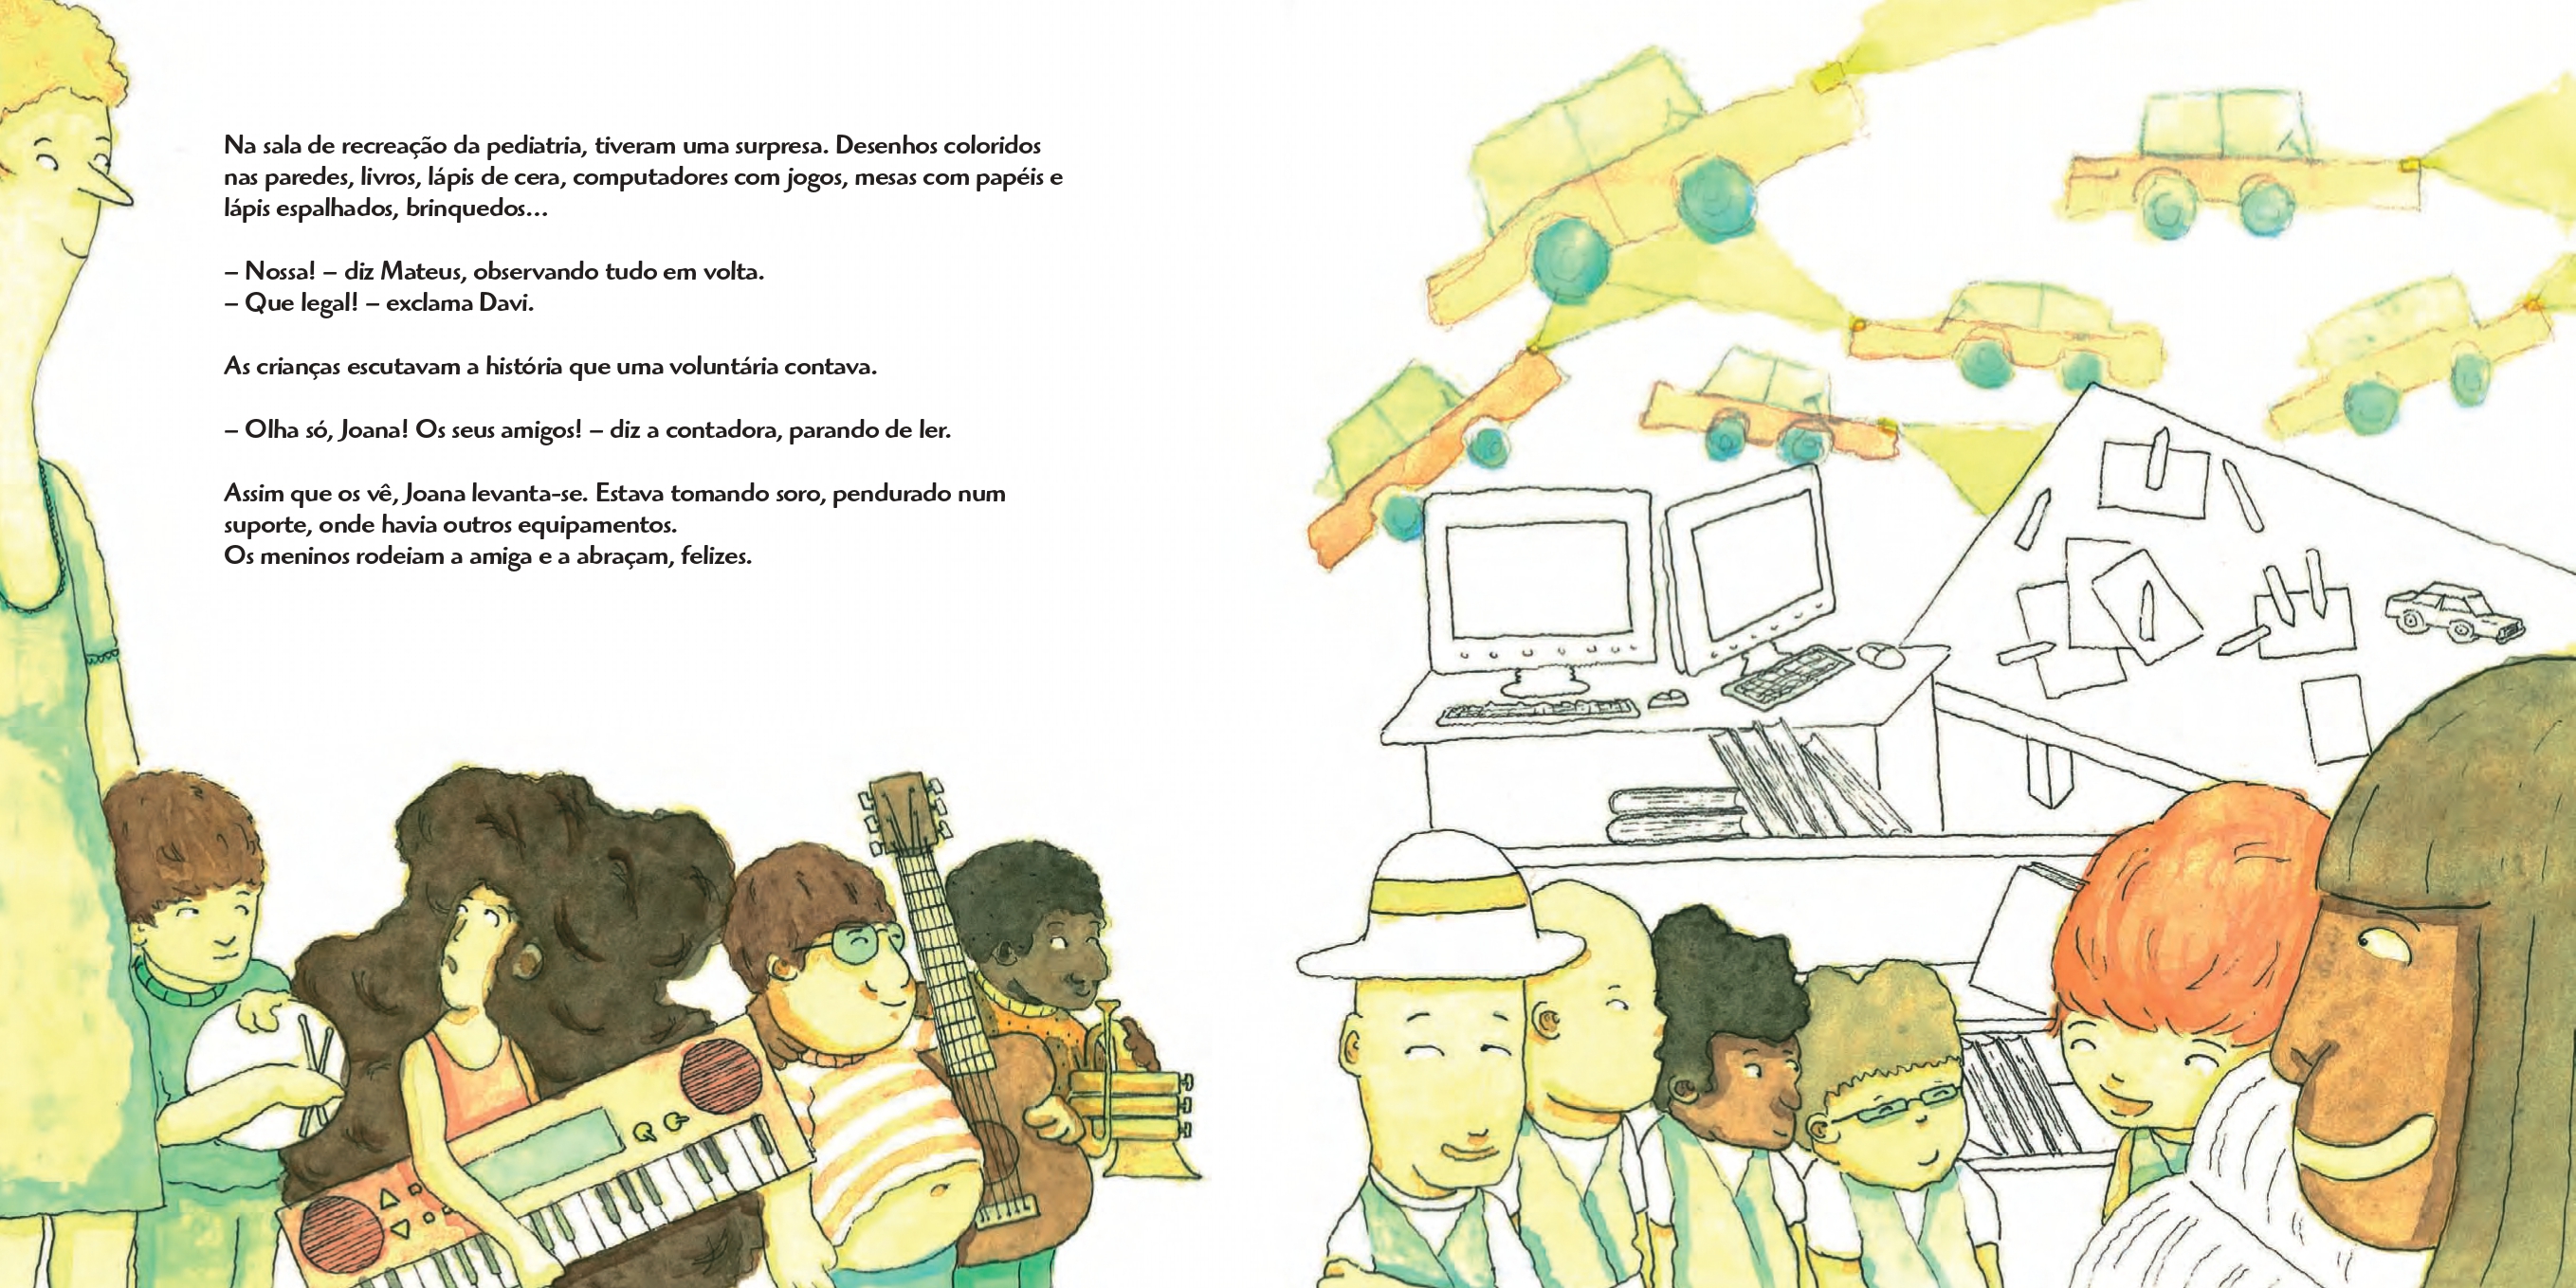 Na sala de recreação da pediatria, tiveram uma surpresa. Desenhos coloridos
nas paredes, livros, lápis de cera, computadores com jogos, mesas com papéis e
lápis espalhados, brinquedos...
– Nossa! – diz Mateus, observando tudo em volta.
– Que legal! – exclama Davi.
As crianças escutavam a história que uma voluntária contava.
– Olha só, Joana! Os seus amigos! – diz a contadora, parando de ler.
Assim que os vê, Joana levanta-se. Estava tomando soro, pendurado num
suporte, onde havia outros equipamentos.
Os meninos rodeiam a amiga e a abraçam, felizes.